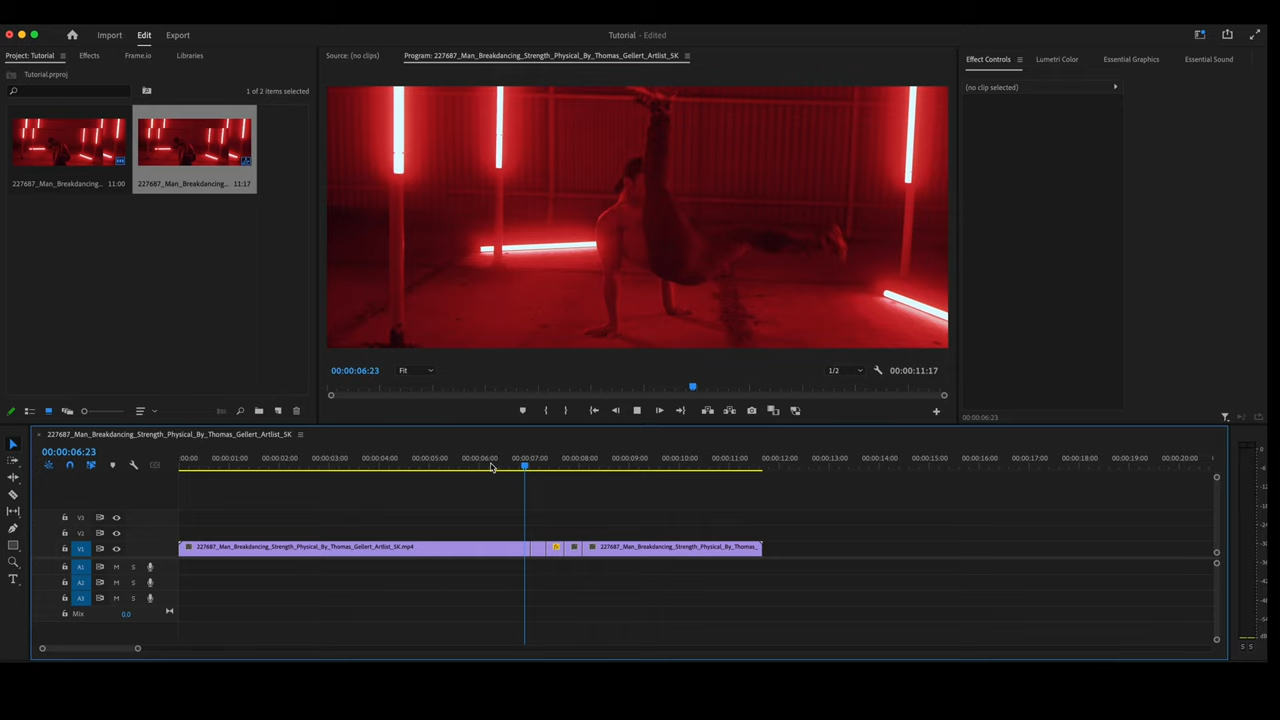 Import Edit Export
Tutorial - Edited
Project: Tutorial Effects Frame.io Libraries
Source: (no clips) Program: 227687_Man_Breakdancing_Strength_Physical_By_Thomas_Gellert_Artlist_5K
Effect Controls Lumetri Color Essential Graphics Essential Sound
Tutorial.prproj
1 of 2 items selected
(no clip selected)
227687_Man_Breakdancing... 11:00
227687_Man_Breakdancing... 11:17
00:00:06:23 Fit 1/2 00:00:11:17
00:00:06:23
227687_Man_Breakdancing_Strength_Physical_By_Thomas_Gellert_Artlist_5K
00:00:06:23
:00:00 00:00:01:00 00:00:02:00 00:00:03:00 00:00:04:00 00:00:05:00 00:00:06:00 00:00:07:00 00:00:08:00 00:00:09:00 00:00:10:00 00:00:11:00 00:00:12:00 00:00:13:00 00:00:14:00 00:00:15:00 00:00:16:00 00:00:17:00 00:00:18:00 00:00:19:00 00:00:20:00
V3
V2
V1 227687_Man_Breakdancing_Strength_Physical_By_Thomas_Gellert_Artlist_5K.mp4 fx 227687_Man_Breakdancing_Strength_Physical_By_Thomas_
A1 M S
A2 M S
A3 M S
Mix 0.0
S S